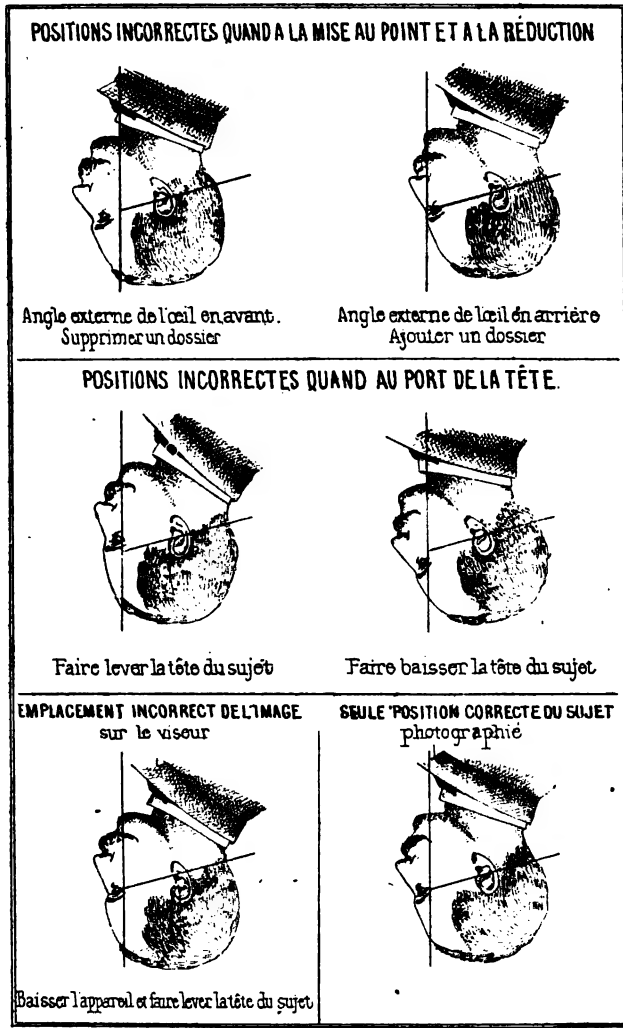 POSITIONS INCORRECTES QUAND A LA MISE AU POINT ET A LA RÉDUCTION
Angle externe de l'œil en avant.
Supprimer un dossier
Angle externe de l'œil en arrière
Ajouter un dossier
POSITIONS INCORRECTES QUAND AU PORT DE LA TÊTE.
Faire lever la tête du sujet
Faire baisser la tête du sujet
EMPLACEMENT INCORRECT DE L'IMAGE
sur le viseur
SEULE POSITION CORRECTE DU SUJET
photographié
Baisser l'appareil et faire lever la tête du sujet